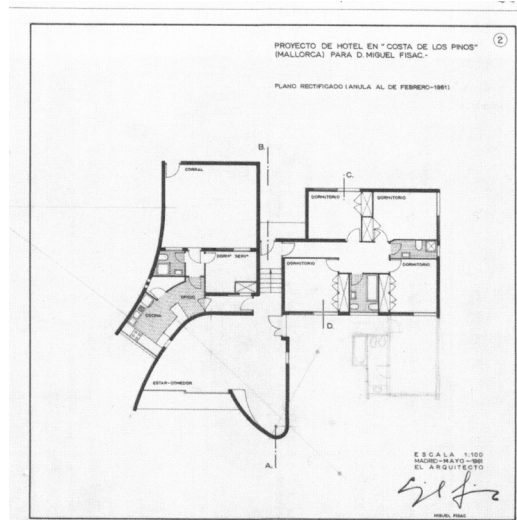 2
PROYECTO DE HOTEL EN "COSTA DE LOS PINOS"
(MALLORCA) PARA D. MIGUEL FISAC.-
PLANO RECTIFICADO (ANULA AL DE FEBRERO-1961)
B.
C.
CORRAL
DORMITORIO
DORMITORIO
DORMº SERVº
DORMITORIO
DORMITORIO
OFICIO
COCINA
D.
ESTAR-COMEDOR
A.
ESCALA 1:100
MADRID-MAYO-1961
EL ARQUITECTO
MIGUEL FISAC